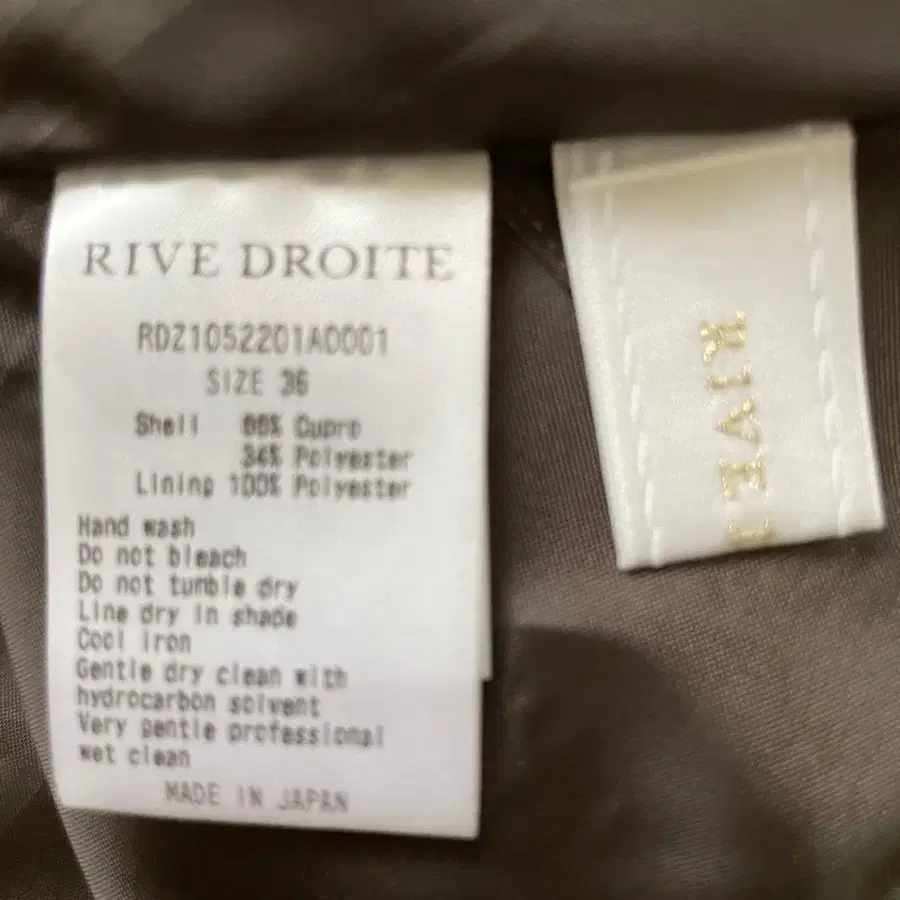 RIVE DROITE
RDZ1052201A0001
SIZE 36
Shell 66% Cupro
34% Polyester
Lining 100% Polyester
Hand wash
Do not bleach
Do not tumble dry
Line dry in shade
Cool iron
Gentle dry clean with
hydrocarbon solvent
Very gentle professional
wet clean
MADE IN JAPAN
RIVE